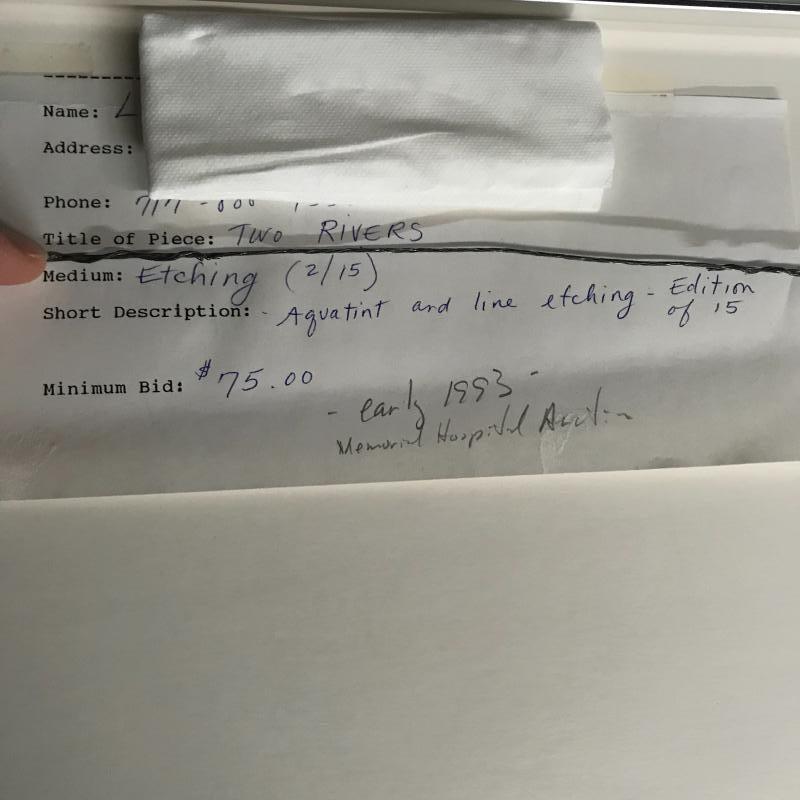 Name: L
Address:
Phone:
Title of Piece: TWO RIVERS
Medium: Etching (2/15)
Short Description: - Aquatint and line etching - Edition of 15
Minimum Bid: $75.00
- early 1993 -
Memorial Hospital Auction